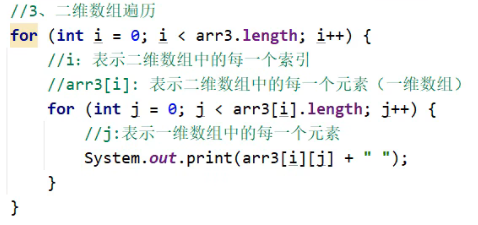 //3、二维数组遍历
for (int i = 0; i < arr3.length; i++) {
    //i: 表示二维数组中的每一个索引
    //arr3[i]: 表示二维数组中的每一个元素（一维数组）
    for (int j = 0; j < arr3[i].length; j++) {
        //j:表示一维数组中的每一个元素
        System.out.print(arr3[i][j] + " ");
    }
}